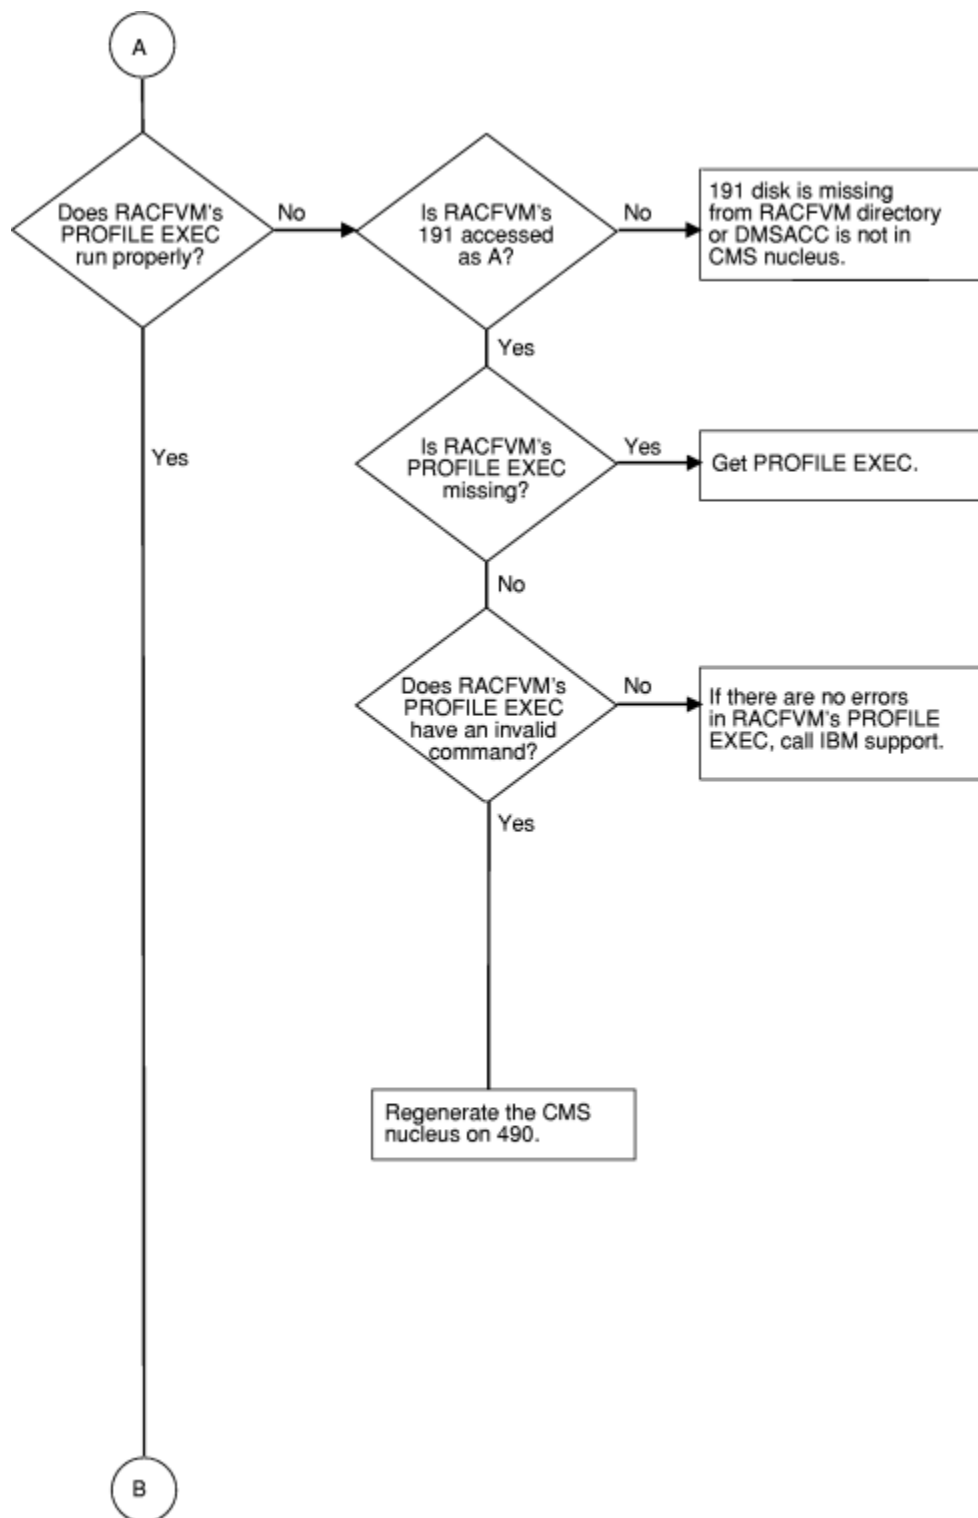 A
Does RACFVM's
PROFILE EXEC
run properly?
No
Is RACFVM's
191 accessed
as A?
No
191 disk is missing
from RACFVM directory
or DMSACC is not in
CMS nucleus.
Yes
Yes
Is RACFVM's
PROFILE EXEC
missing?
Yes
Get PROFILE EXEC.
No
Does RACFVM's
PROFILE EXEC
have an invalid
command?
No
If there are no errors
in RACFVM's PROFILE
EXEC, call IBM support.
Yes
Regenerate the CMS
nucleus on 490.
B